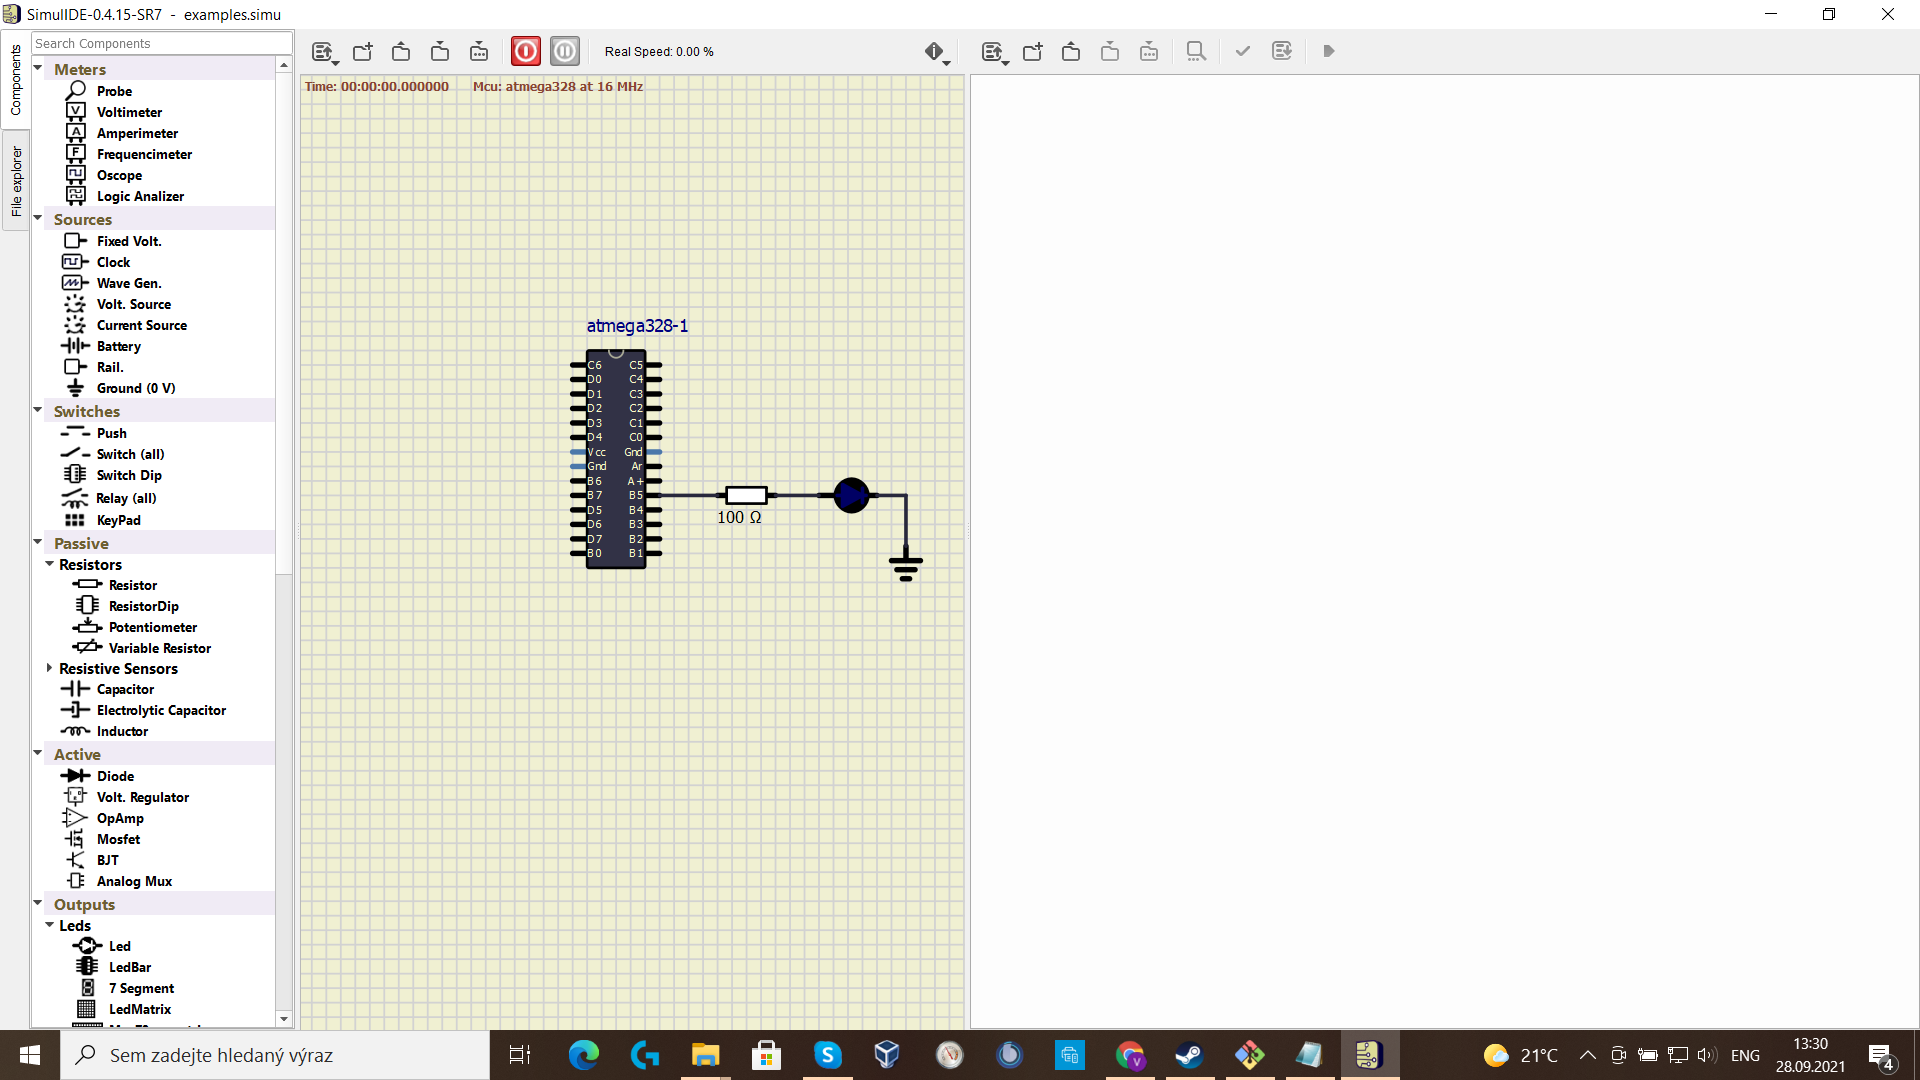 SimulIDE-0.4.15-SR7 - examples.simu
Components
File explorer
Search Components
Meters
Probe
Voltimeter
Amperimeter
Frequencimeter
Oscope
Logic Analizer
Sources
Fixed Volt.
Clock
Wave Gen.
Volt. Source
Current Source
Battery
Rail.
Ground (0 V)
Switches
Push
Switch (all)
Switch Dip
Relay (all)
KeyPad
Passive
Resistors
Resistor
ResistorDip
Potentiometer
Variable Resistor
Resistive Sensors
Capacitor
Electrolytic Capacitor
Inductor
Active
Diode
Volt. Regulator
OpAmp
Mosfet
BJT
Analog Mux
Outputs
Leds
Led
LedBar
7 Segment
LedMatrix
Real Speed: 0.00 %
Time: 00:00:00.000000 Mcu: atmega328 at 16 MHz
atmega328-1
C6 C5
D0 C4
D1 C3
D2 C2
D3 C1
D4 C0
Vcc Gnd
Gnd Ar
B6 A+
B7 B5
D5 B4
D6 B3
D7 B2
B0 B1
100 Ω
Sem zadejte hledaný výraz
21°C
ENG
13:30
28.09.2021
4